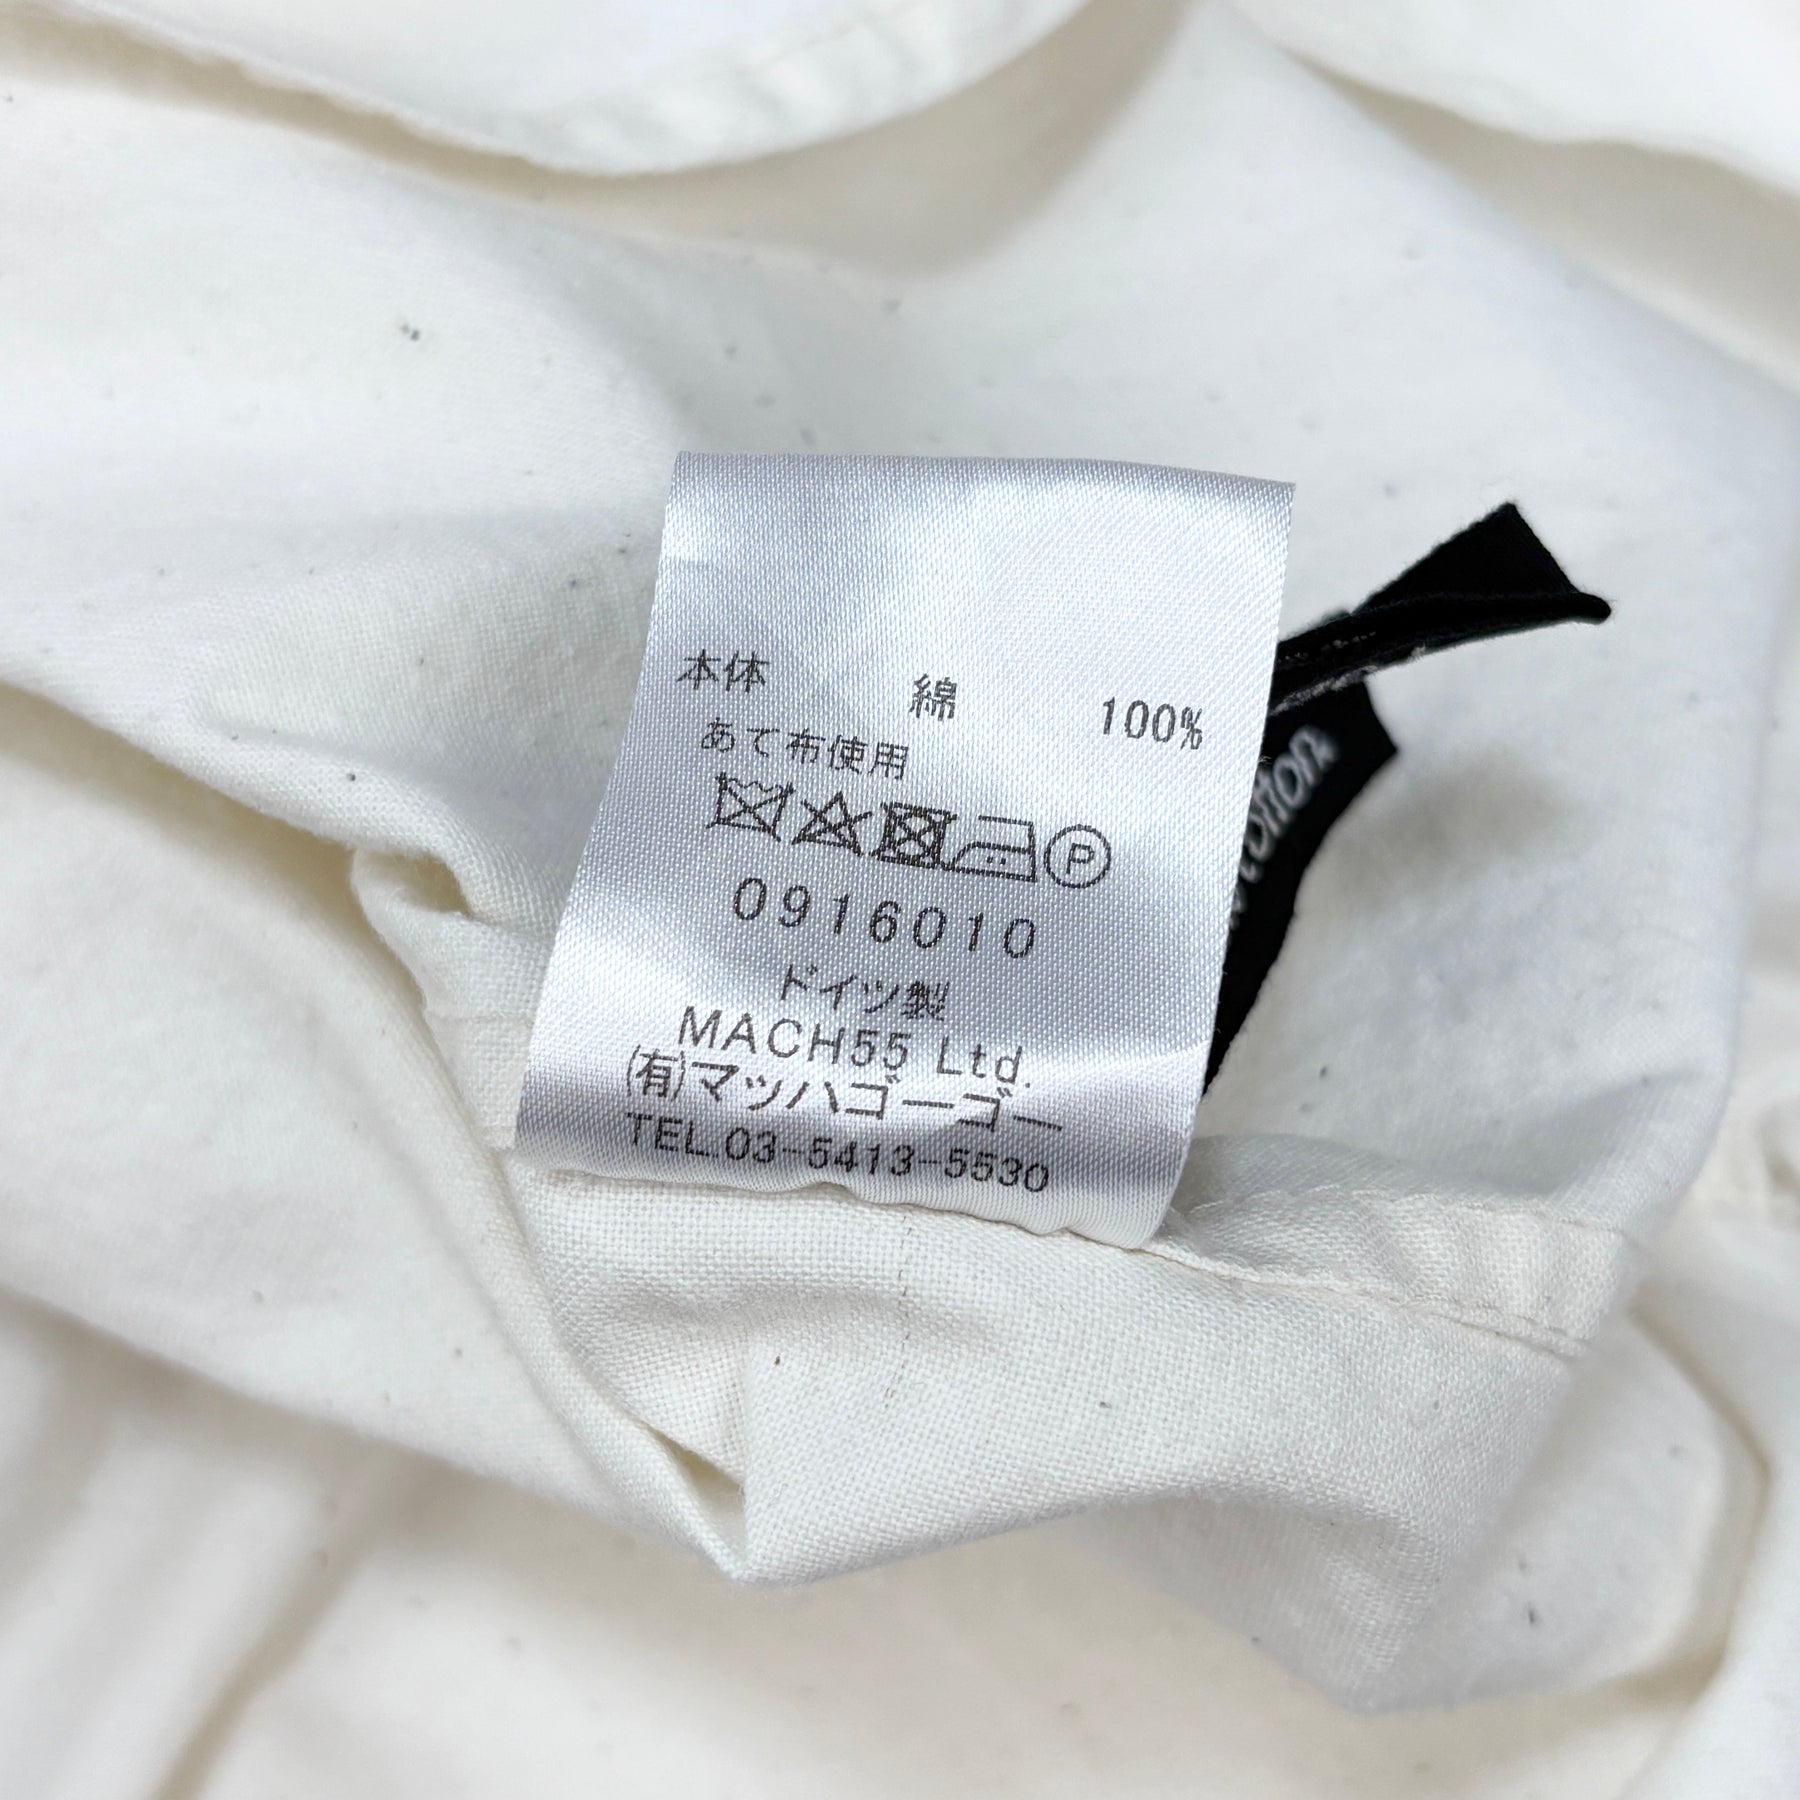 本体 綿 100%
あて布使用
P
0916010
ドイツ製
MACH55 Ltd.
(有)マッハゴーゴー
TEL.03-5413-5530
otton